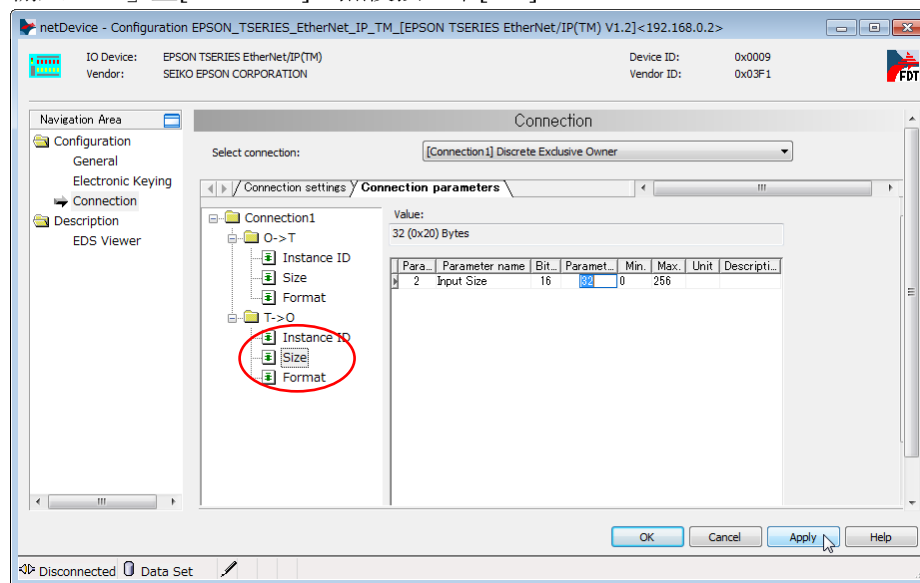 netDevice - Configuration EPSON_TSERIES_EtherNet_IP_TM_[EPSON TSERIES EtherNet/IP(TM) V1.2]<192.168.0.2>
IO Device: EPSON TSERIES EtherNet/IP(TM) Device ID: 0x0009
Vendor: SEIKO EPSON CORPORATION Vendor ID: 0x03F1
FDT
Navigation Area
Connection
Configuration
General
Electronic Keying
Connection
Description
EDS Viewer
Select connection: [Connection1] Discrete Exclusive Owner
Connection settings Connection parameters
Connection1
O->T
Instance ID
Size
Format
T->O
Instance ID
Size
Format
Value:
32 (0x20) Bytes
Para... Parameter name Bit... Paramet... Min. Max. Unit Descripti...
2 Input Size 16 32 0 256
OK Cancel Apply Help
Disconnected Data Set